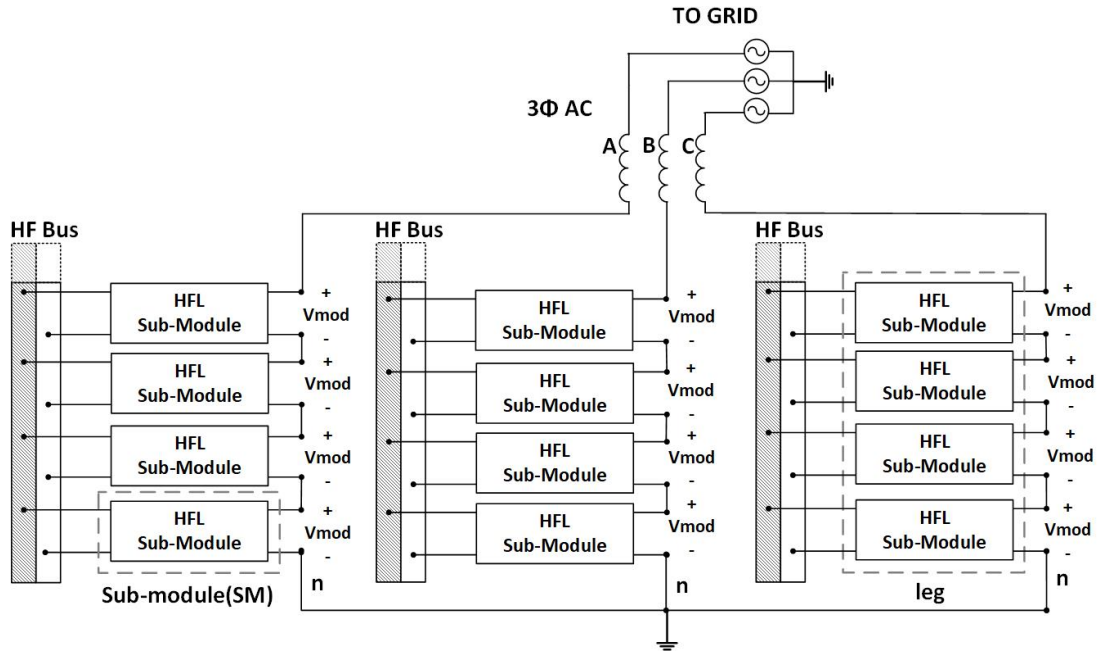 TO GRID
3Φ AC
A
B
C
HF Bus
HF Bus
HF Bus
HFL
Sub-Module
+
Vmod
-
HFL
Sub-Module
+
Vmod
-
HFL
Sub-Module
+
Vmod
-
HFL
Sub-Module
+
Vmod
-
n
Sub-module(SM)
HFL
Sub-Module
+
Vmod
-
HFL
Sub-Module
+
Vmod
-
HFL
Sub-Module
+
Vmod
-
HFL
Sub-Module
+
Vmod
-
n
HFL
Sub-Module
+
Vmod
-
HFL
Sub-Module
+
Vmod
-
HFL
Sub-Module
+
Vmod
-
HFL
Sub-Module
+
Vmod
-
n
leg